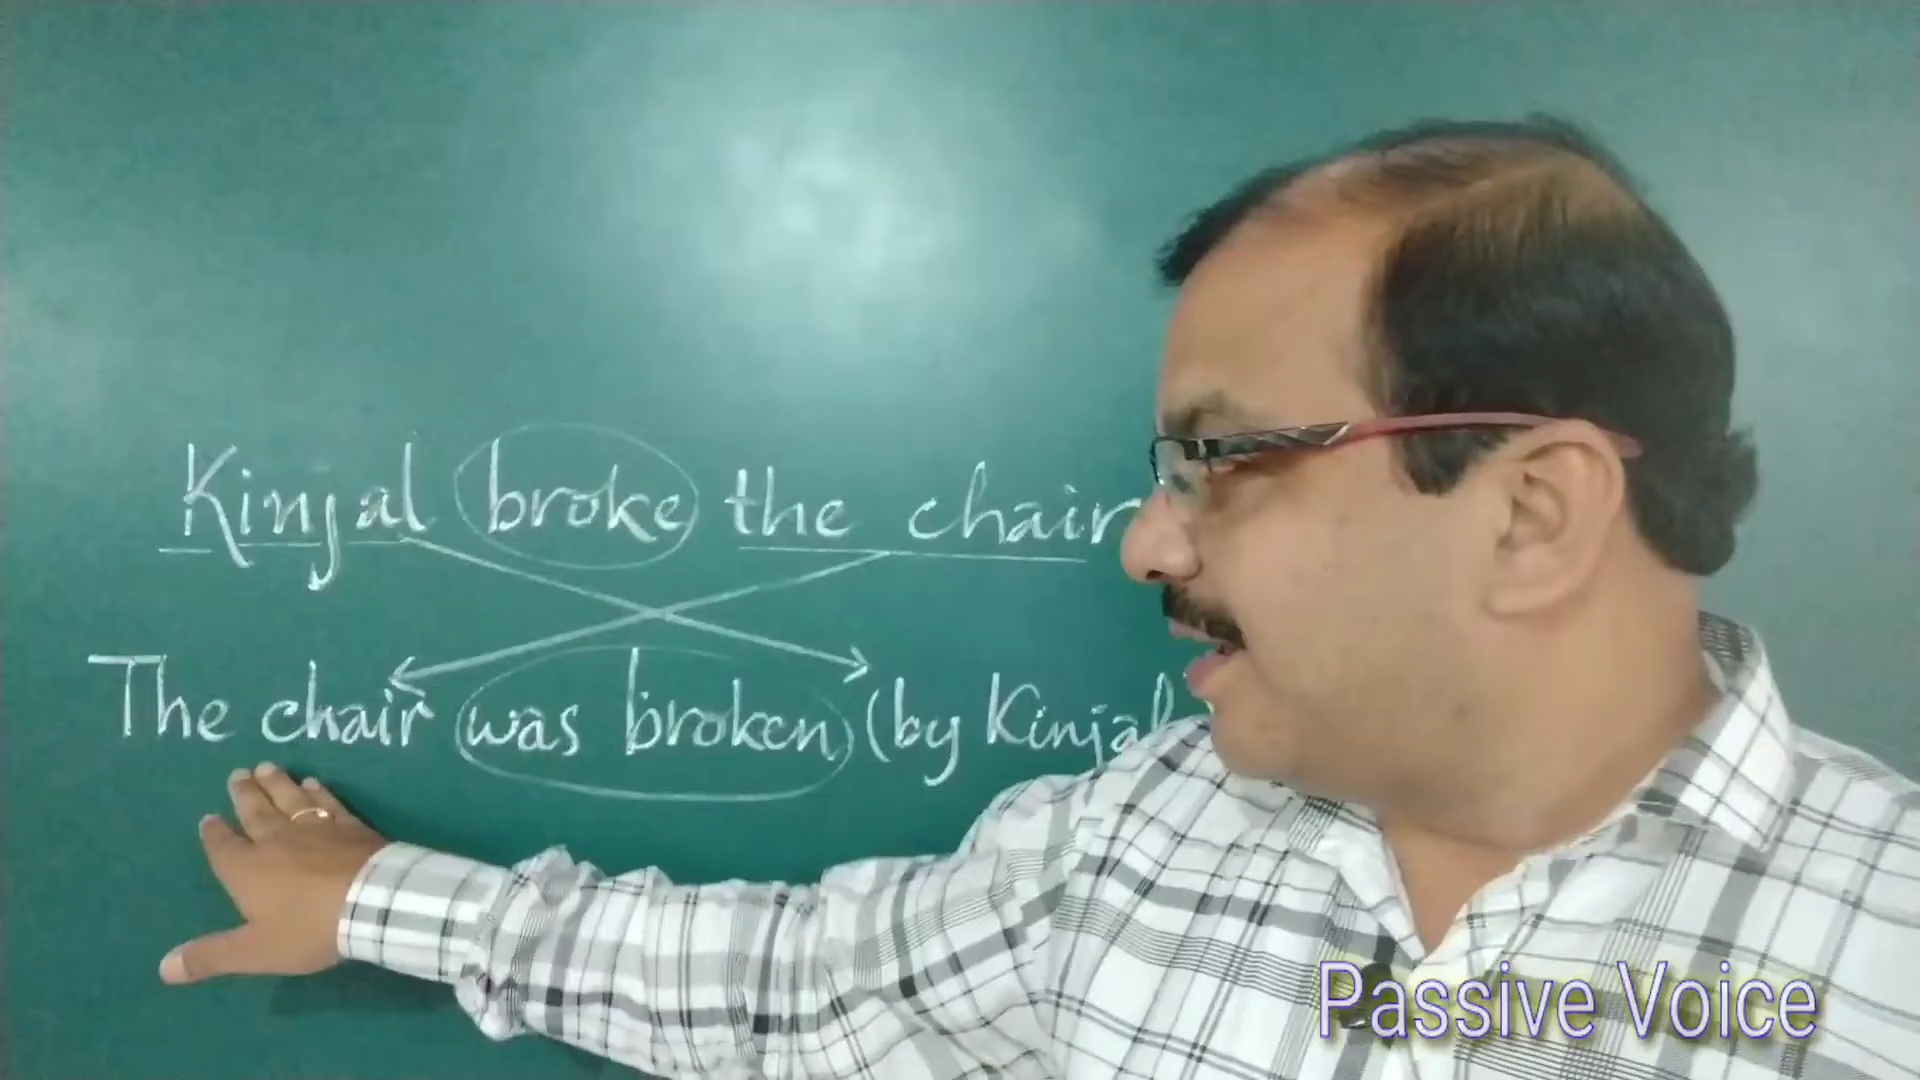 Kinjal broke the chair
The chair was broken (by Kinjal
Passive Voice